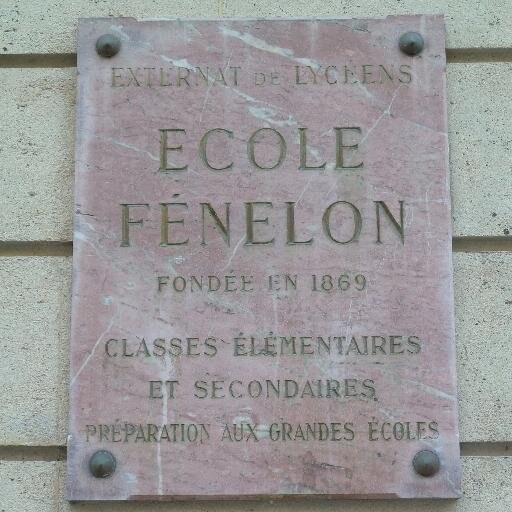 EXTERNAT DE LYCÉENS
ECOLE
FÉNELON
FONDÉE EN 1869
CLASSES ÉLÉMENTAIRES
ET SECONDAIRES
PRÉPARATION AUX GRANDES ÉCOLES